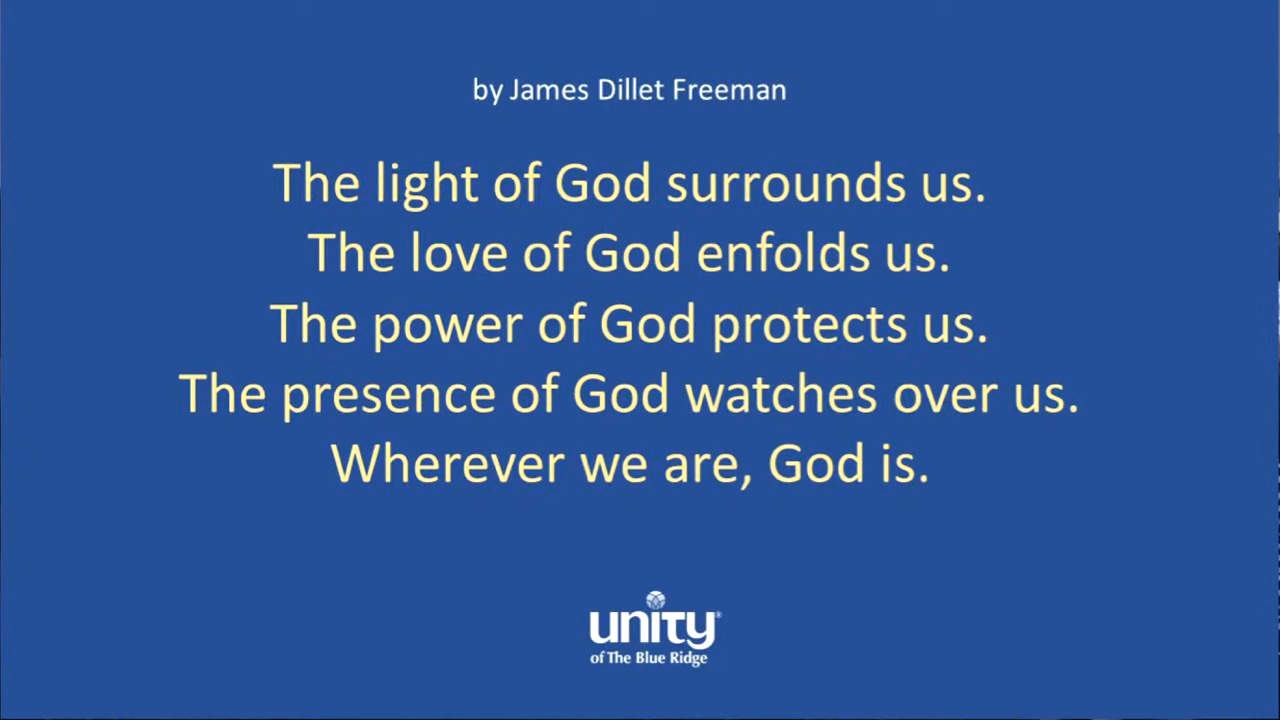 by James Dillet Freeman
The light of God surrounds us.
The love of God enfolds us.
The power of God protects us.
The presence of God watches over us.
Wherever we are, God is.
unity®
of The Blue Ridge